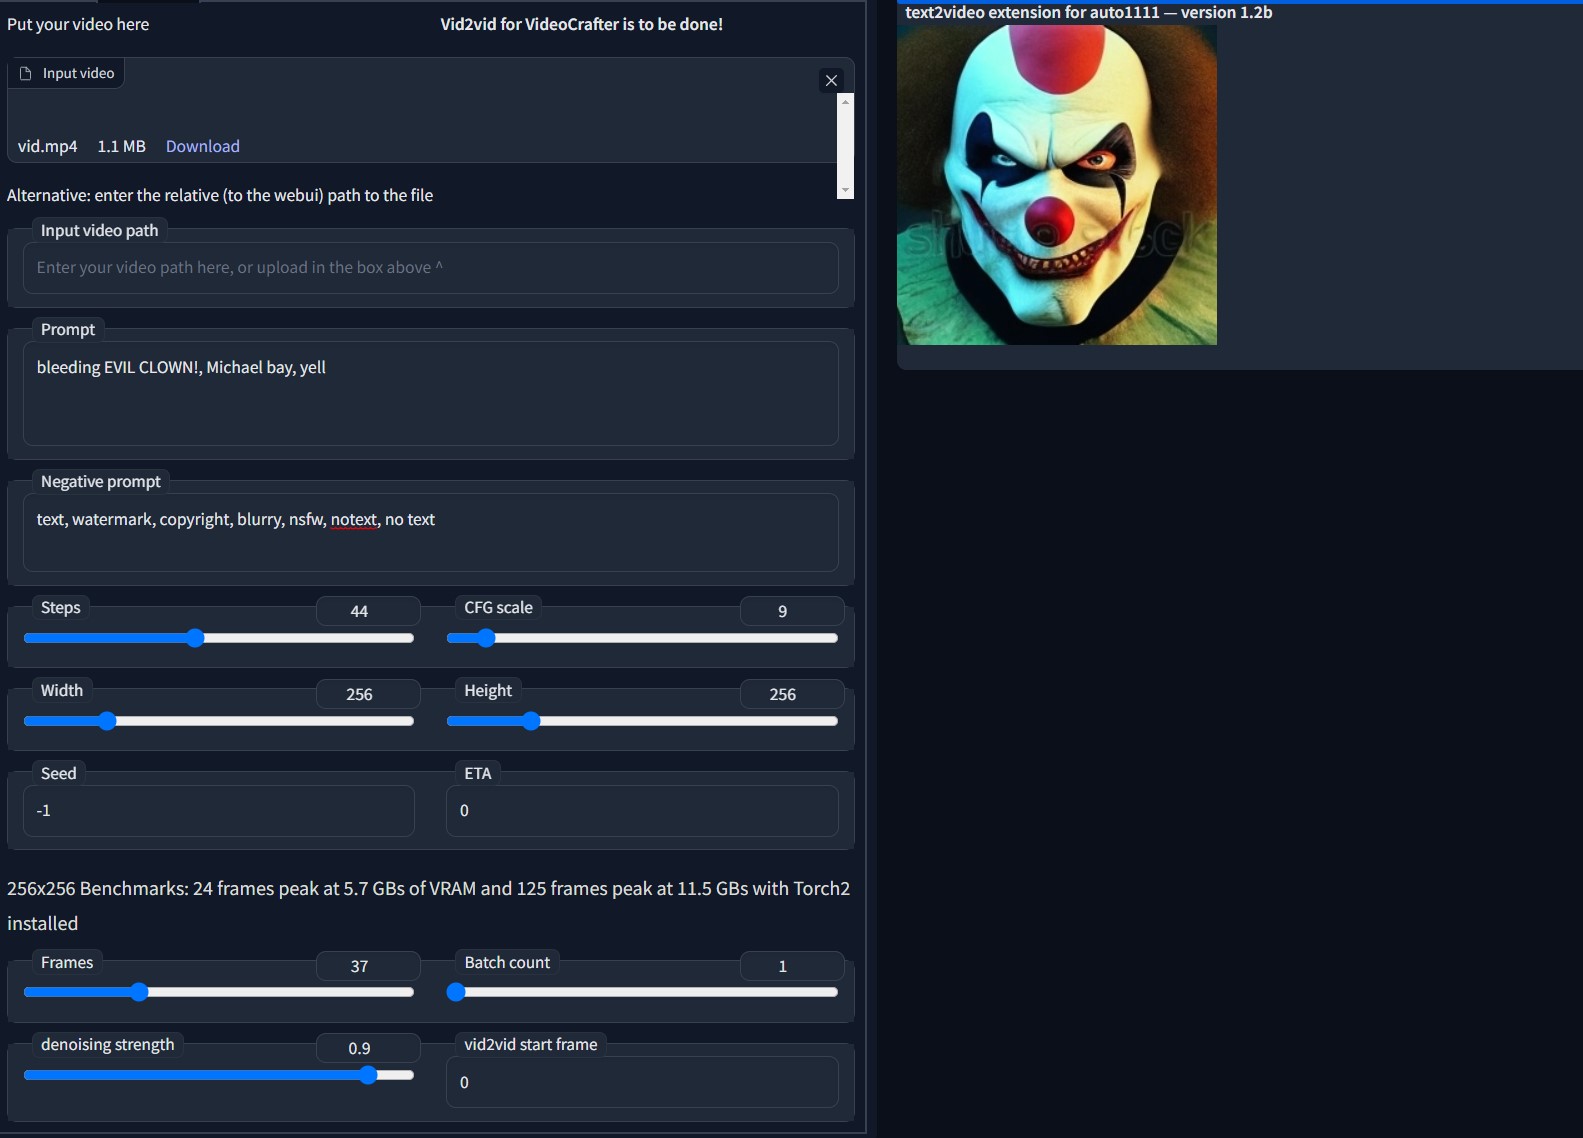 Put your video here
Vid2vid for VideoCrafter is to be done!
Input video
vid.mp4 1.1 MB Download
Alternative: enter the relative (to the webui) path to the file
Input video path
Enter your video path here, or upload in the box above ^
Prompt
bleeding EVIL CLOWN!, Michael bay, yell
Negative prompt
text, watermark, copyright, blurry, nsfw, notext, no text
Steps 44
CFG scale 9
Width 256
Height 256
Seed
-1
ETA
0
256x256 Benchmarks: 24 frames peak at 5.7 GBs of VRAM and 125 frames peak at 11.5 GBs with Torch2
installed
Frames 37
Batch count 1
denoising strength 0.9
vid2vid start frame
0
text2video extension for auto1111 — version 1.2b